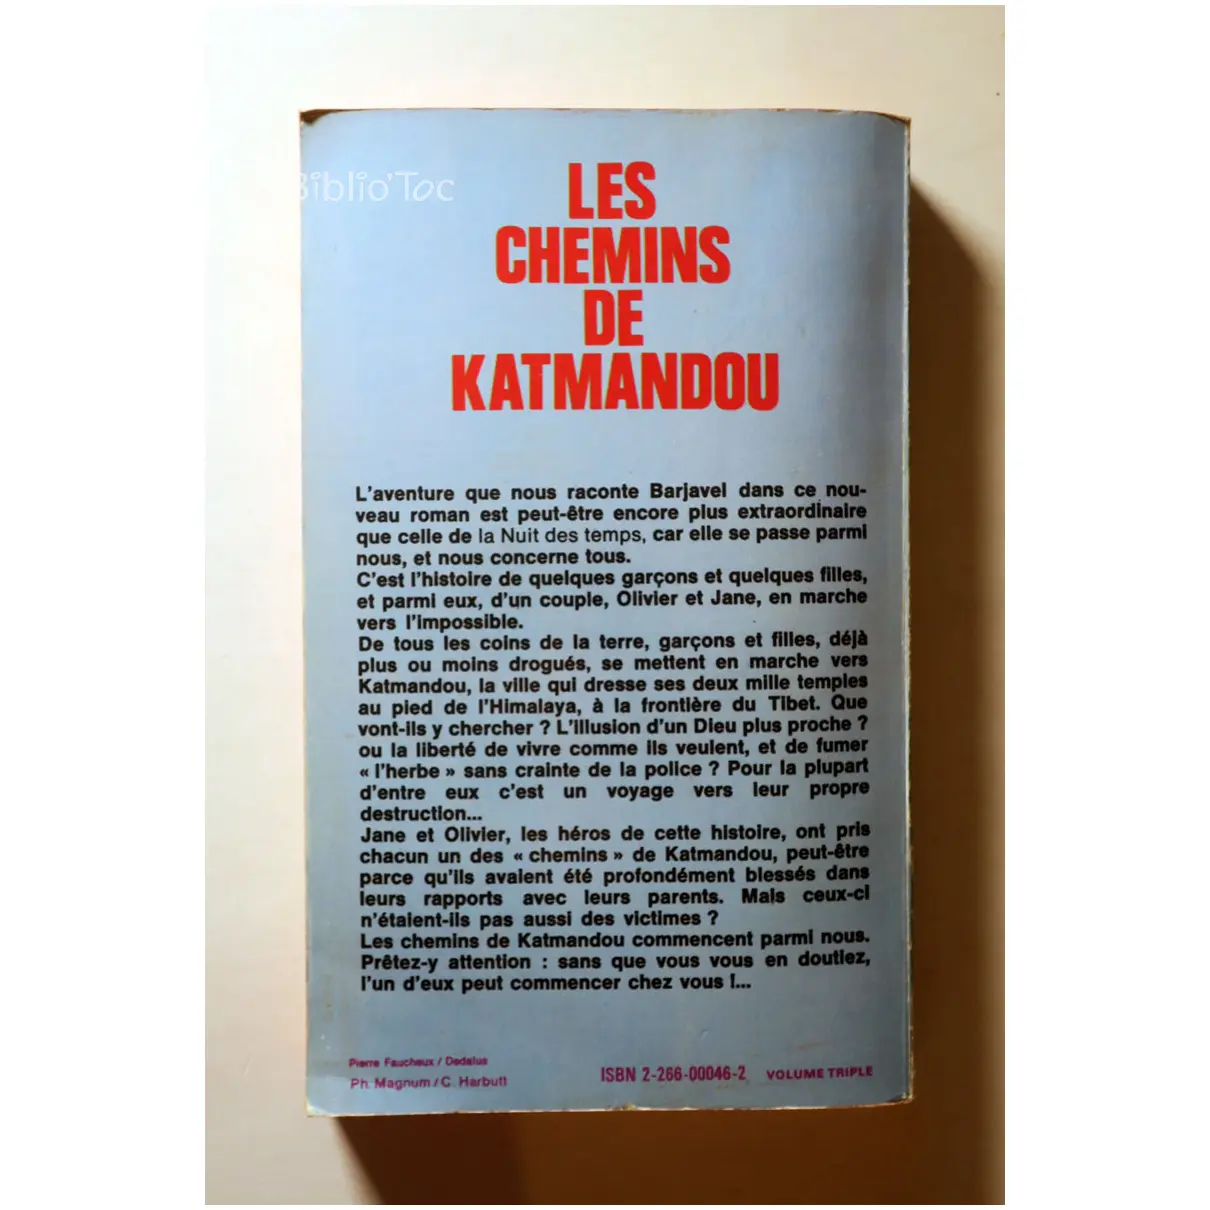 Biblio'Toc
LES
CHEMINS
DE
KATMANDOU
L'aventure que nous raconte Barjavel dans ce nou-
veau roman est peut-être encore plus extraordinaire
que celle de la Nuit des temps, car elle se passe parmi
nous, et nous concerne tous.
C'est l'histoire de quelques garçons et quelques filles,
et parmi eux, d'un couple, Olivier et Jane, en marche
vers l'impossible.
De tous les coins de la terre, garçons et filles, déjà
plus ou moins drogués, se mettent en marche vers
Katmandou, la ville qui dresse ses deux mille temples
au pied de l'Himalaya, à la frontière du Tibet. Que
vont-ils y chercher ? L'illusion d'un Dieu plus proche ?
ou la liberté de vivre comme ils veulent, et de fumer
« l'herbe » sans crainte de la police ? Pour la plupart
d'entre eux c'est un voyage vers leur propre
destruction...
Jane et Olivier, les héros de cette histoire, ont pris
chacun un des « chemins » de Katmandou, peut-être
parce qu'ils avaient été profondément blessés dans
leurs rapports avec leurs parents. Mais ceux-ci
n'étaient-ils pas aussi des victimes ?
Les chemins de Katmandou commencent parmi nous.
Prêtez-y attention : sans que vous vous en doutiez,
l'un d'eux peut commencer chez vous !...
Pierre Faucheux / Dedalus
Ph. Magnum / C. Harbutt
ISBN 2-266-00046-2 VOLUME TRIPLE